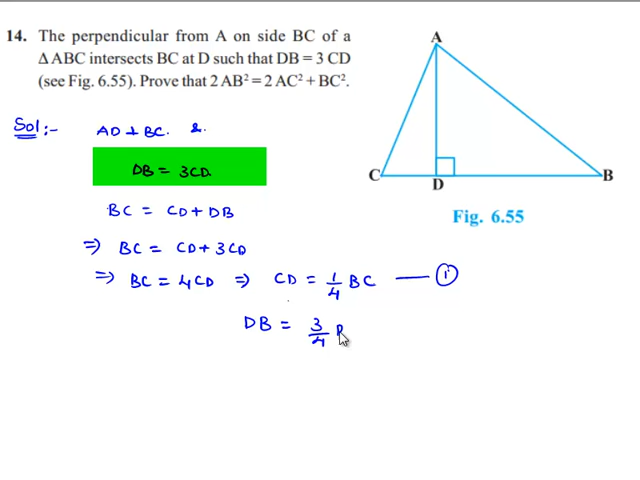 14. The perpendicular from A on side BC of a
Δ ABC intersects BC at D such that DB = 3 CD
(see Fig. 6.55). Prove that 2 AB² = 2 AC² + BC².
A
C
D
B
Fig. 6.55
Sol:-
AD ⊥ BC. &.
DB = 3CD.
BC = CD + DB
⇒ BC = CD + 3CD
⇒ BC = 4CD ⇒ CD = 1/4 BC —— ①
DB = 3/4